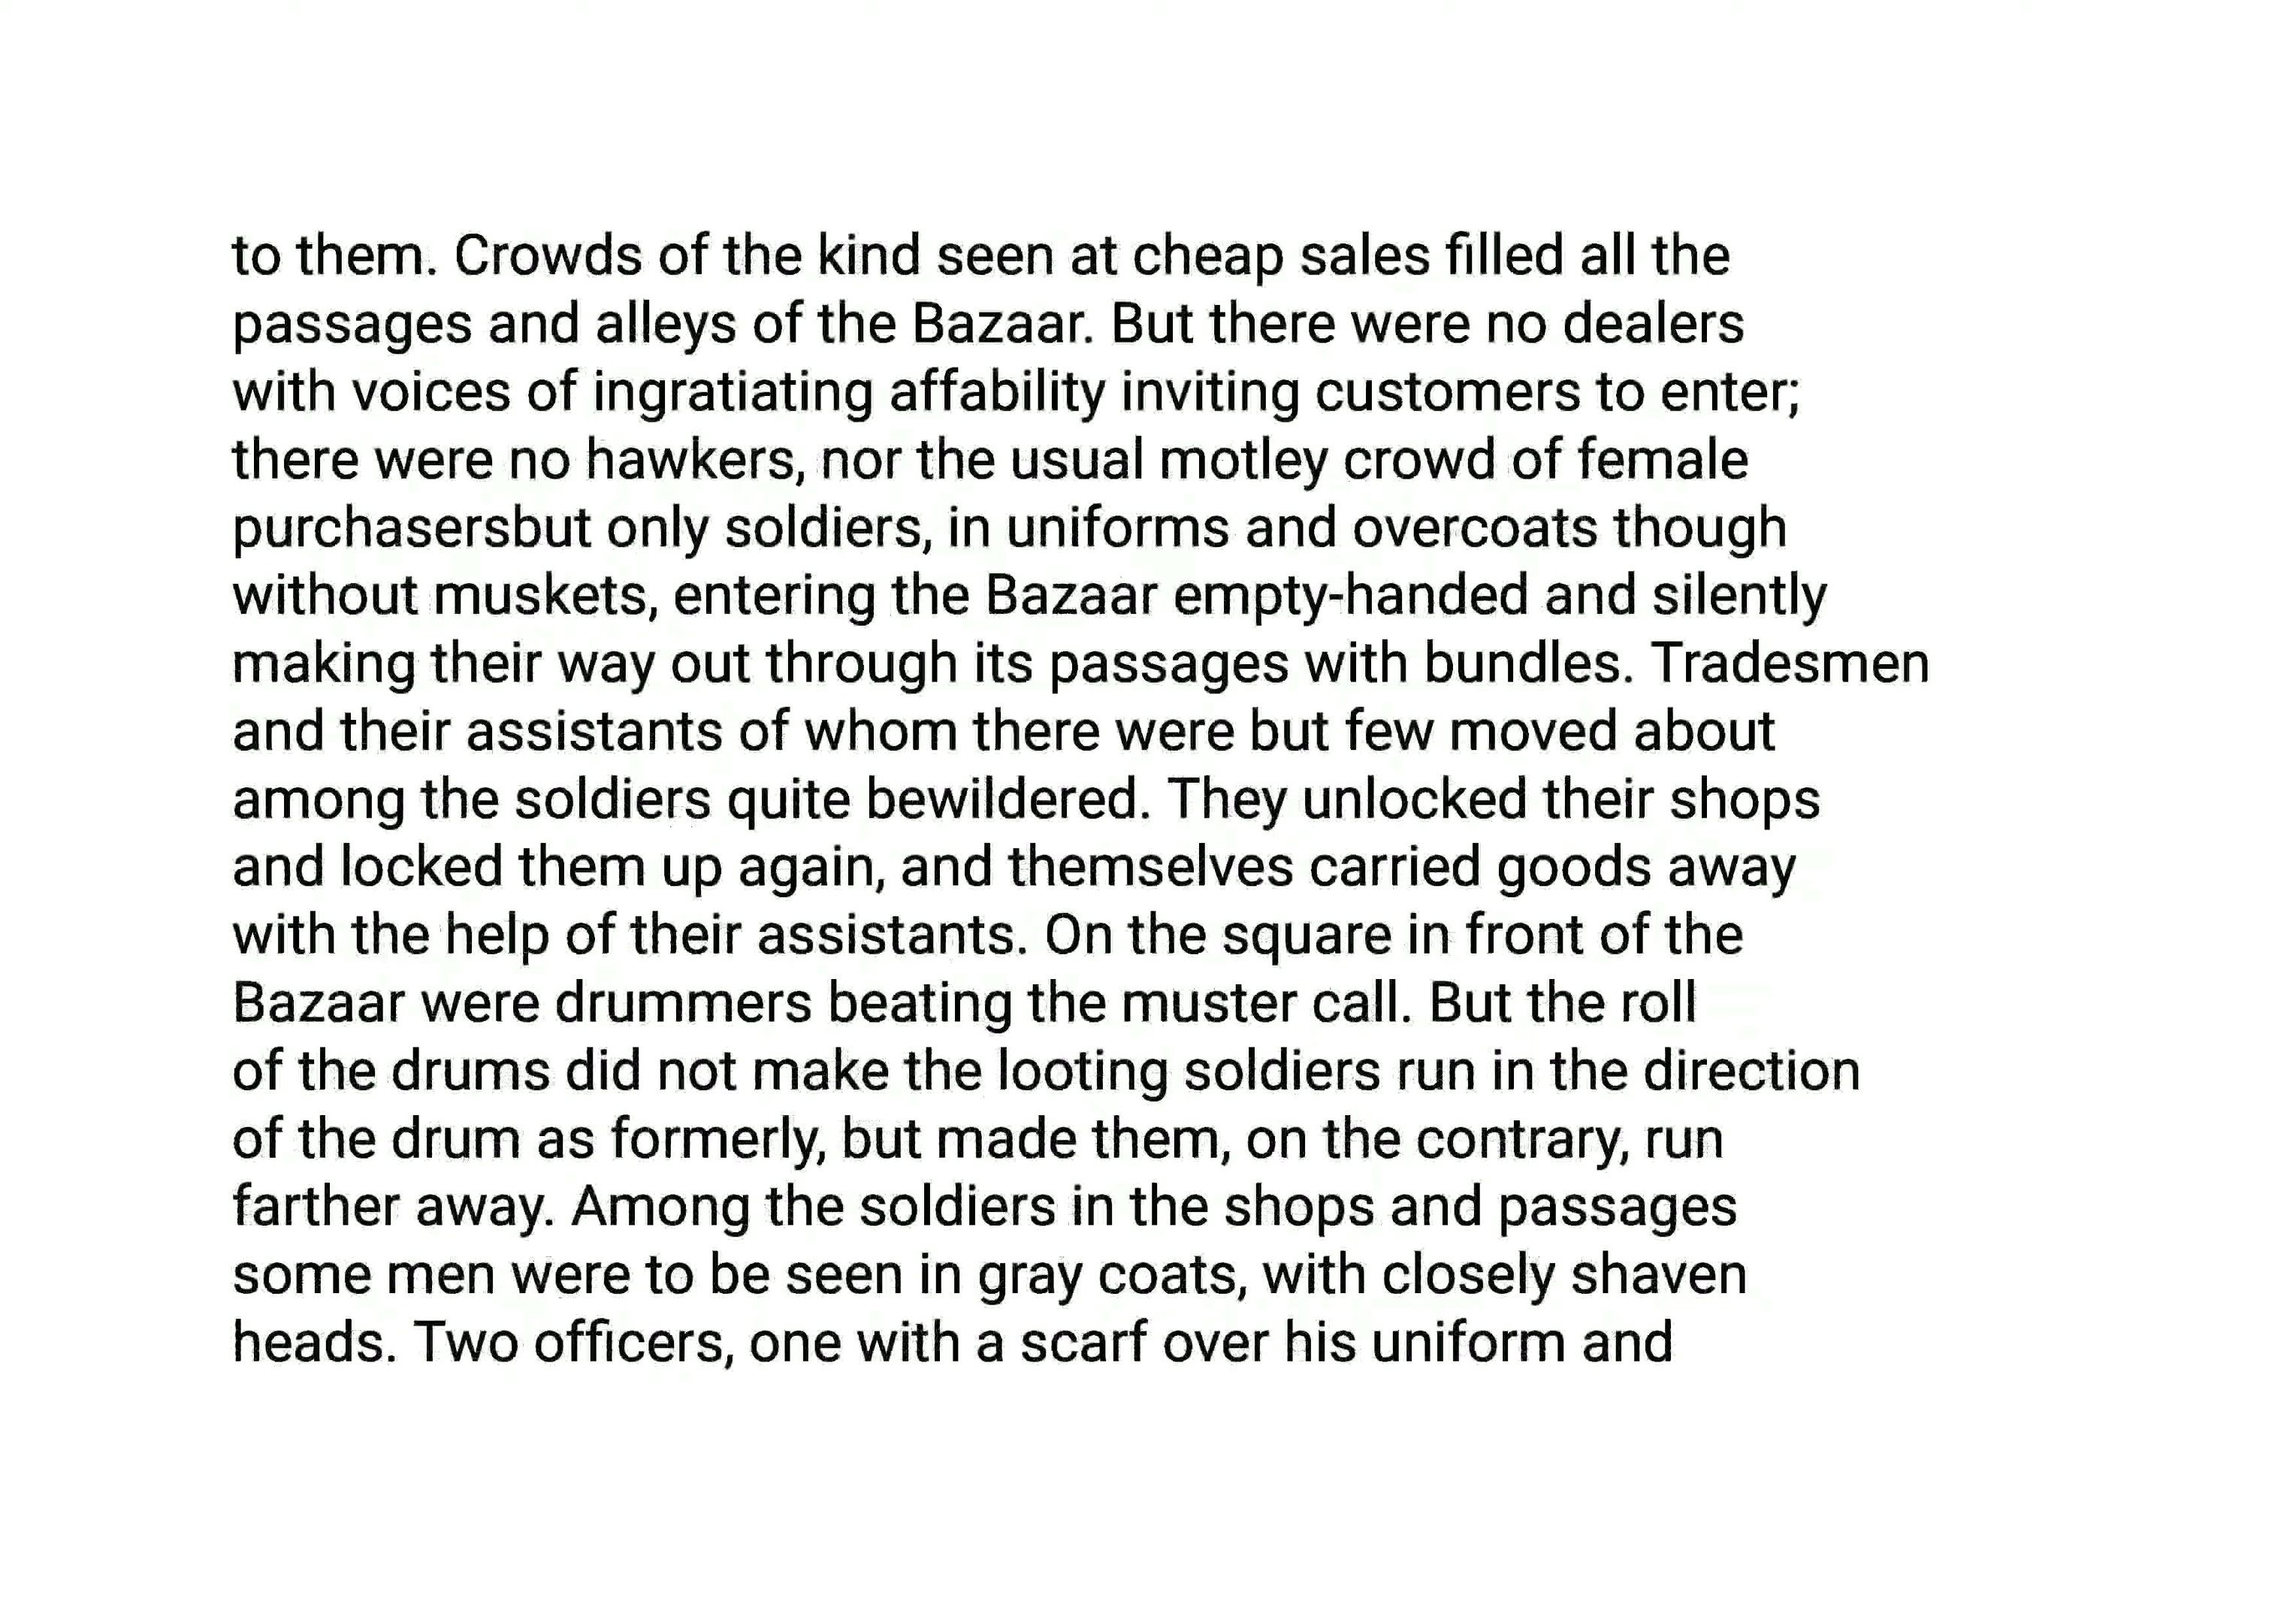 to them. Crowds of the kind seen at cheap sales filled all the
passages and alleys of the Bazaar. But there were no dealers
with voices of ingratiating affability inviting customers to enter;
there were no hawkers, nor the usual motley crowd of female
purchasersbut only soldiers, in uniforms and overcoats though
without muskets, entering the Bazaar empty-handed and silently
making their way out through its passages with bundles. Tradesmen
and their assistants of whom there were but few moved about
among the soldiers quite bewildered. They unlocked their shops
and locked them up again, and themselves carried goods away
with the help of their assistants. On the square in front of the
Bazaar were drummers beating the muster call. But the roll
of the drums did not make the looting soldiers run in the direction
of the drum as formerly, but made them, on the contrary, run
farther away. Among the soldiers in the shops and passages
some men were to be seen in gray coats, with closely shaven
heads. Two officers, one with a scarf over his uniform and